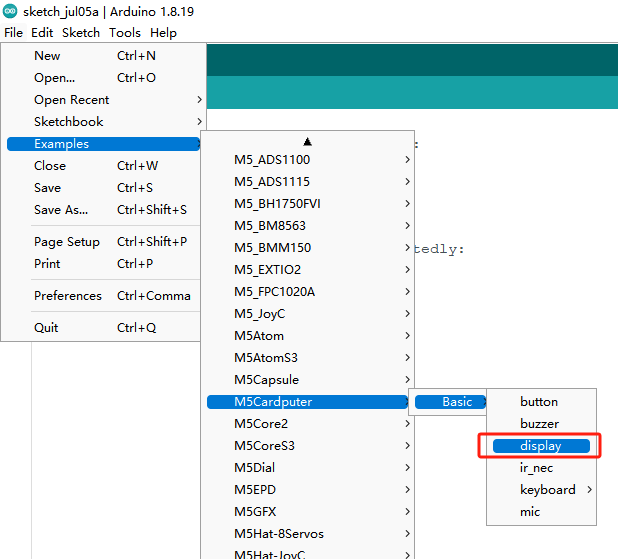 sketch_jul05a | Arduino 1.8.19
File Edit Sketch Tools Help
New Ctrl+N
Open... Ctrl+O
Open Recent
Sketchbook
Examples
Close Ctrl+W
Save Ctrl+S
Save As... Ctrl+Shift+S
Page Setup Ctrl+Shift+P
Print Ctrl+P
Preferences Ctrl+Comma
Quit Ctrl+Q
:
tedly:
M5_ADS1100
M5_ADS1115
M5_BH1750FVI
M5_BM8563
M5_BMM150
M5_EXTIO2
M5_FPC1020A
M5_JoyC
M5Atom
M5AtomS3
M5Capsule
M5Cardputer
M5Core2
M5CoreS3
M5Dial
M5EPD
M5GFX
M5Hat-8Servos
M5Hat-JoyC
Basic
button
buzzer
display
ir_nec
keyboard
mic